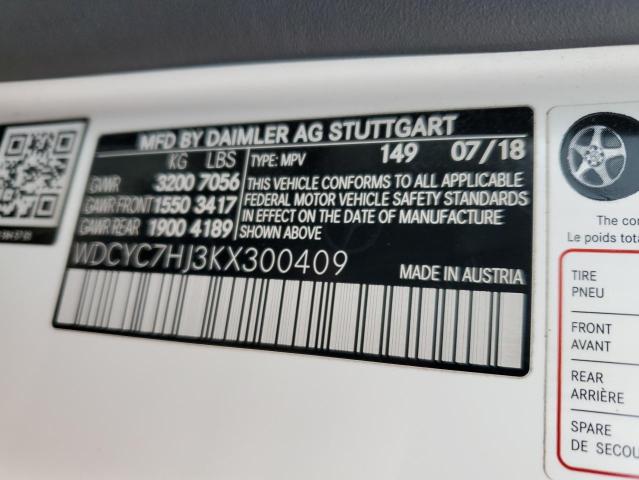 MFD BY DAIMLER AG STUTTGART
KG LBS TYPE: MPV 149 07/18
GVWR 3200 7056 THIS VEHICLE CONFORMS TO ALL APPLICABLE
GAWR FRONT 1550 3417 FEDERAL MOTOR VEHICLE SAFETY STANDARDS
GAWR REAR 1900 4189 IN EFFECT ON THE DATE OF MANUFACTURE
SHOWN ABOVE
WDCYC7HJ3KX300409 MADE IN AUSTRIA
The co
Le poids tota
TIRE
PNEU
FRONT
AVANT
REAR
ARRIÈRE
SPARE
DE SECOU